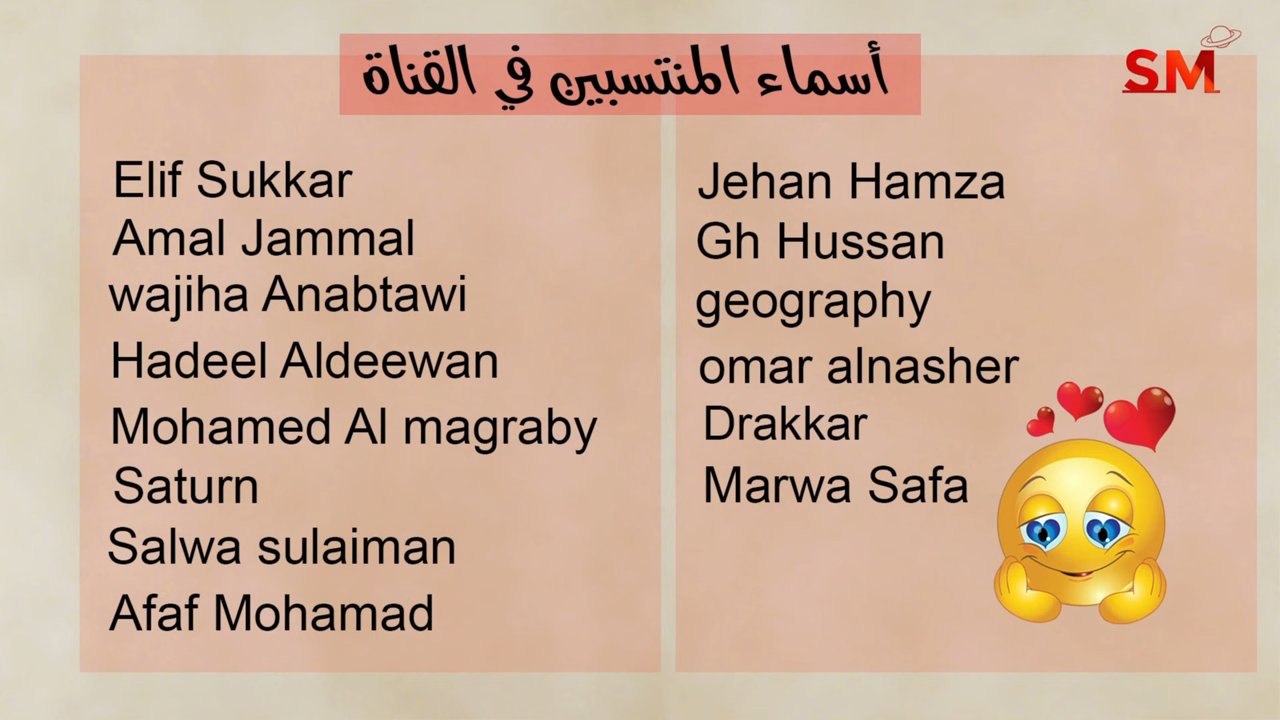 أسماء المنتسبين في القناة
SM
Elif Sukkar
Amal Jammal
wajiha Anabtawi
Hadeel Aldeewan
Mohamed Al magraby
Saturn
Salwa sulaiman
Afaf Mohamad
Jehan Hamza
Gh Hussan
geography
omar alnasher
Drakkar
Marwa Safa